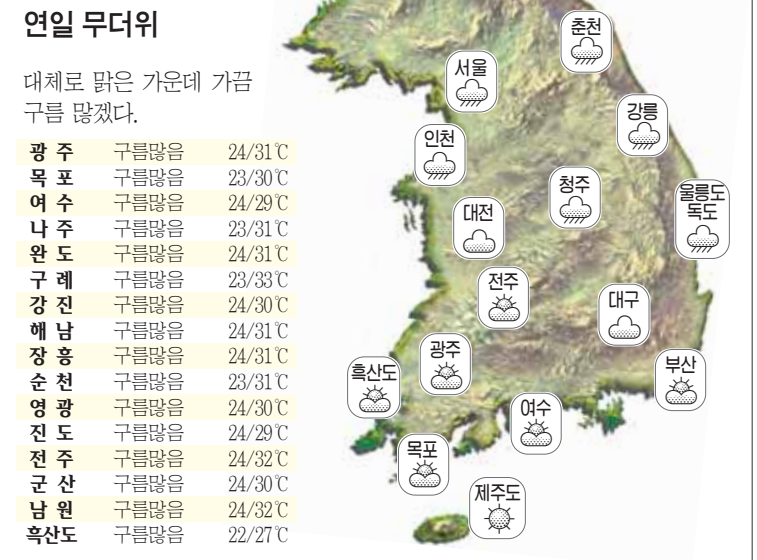 연일 무더위
대체로 맑은 가운데 가끔
구름 많겠다.
광 주 구름많음 24/31℃
목 포 구름많음 23/30℃
여 수 구름많음 24/29℃
나 주 구름많음 23/31℃
완 도 구름많음 24/31℃
구 례 구름많음 23/33℃
강 진 구름많음 24/30℃
해 남 구름많음 24/31℃
장 흥 구름많음 24/31℃
순 천 구름많음 23/31℃
영 광 구름많음 24/30℃
진 도 구름많음 24/29℃
전 주 구름많음 24/32℃
군 산 구름많음 24/30℃
남 원 구름많음 24/32℃
흑산도 구름많음 22/27℃
춘천
서울
강릉
인천
청주
울릉도
독도
대전
전주
대구
광주
흑산도
부산
여수
목포
제주도